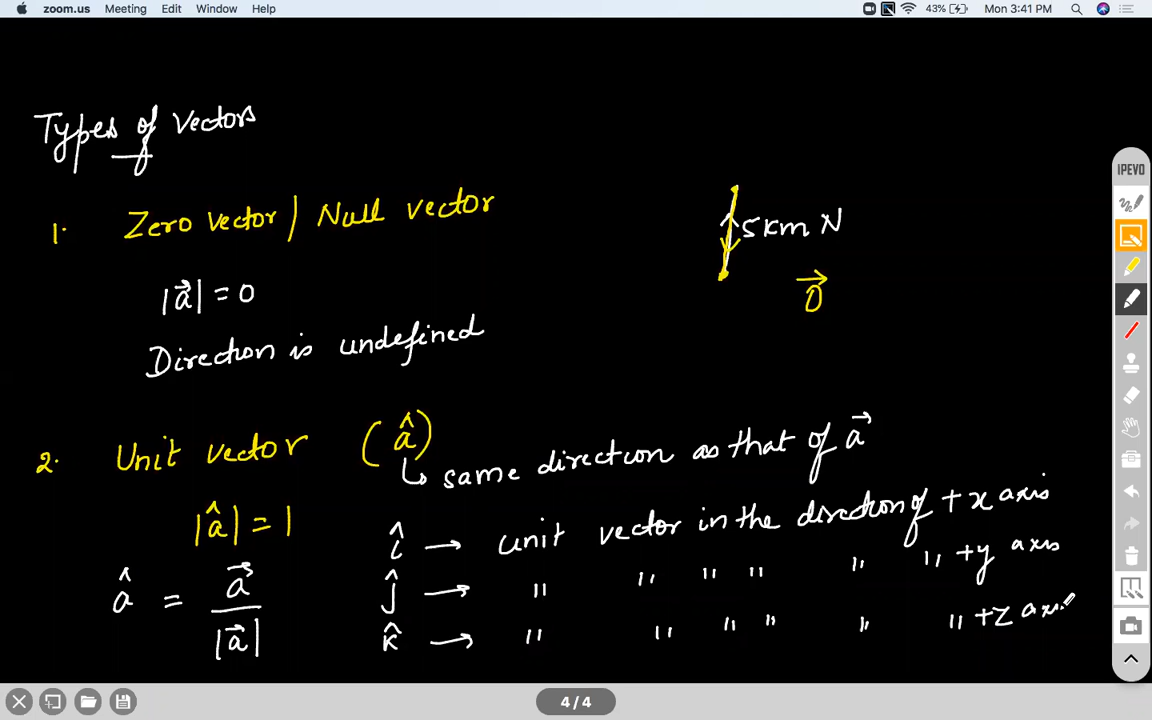 zoom.us Meeting Edit Window Help 43% Mon 3:41 PM
Types of Vectors
1. Zero vector / Null vector
5 km N
|a⃗| = 0
0⃗
Direction is undefined
2. Unit vector (â)
↳ same direction as that of a⃗
|â| = 1
î → unit vector in the direction of +x axis
ĵ → " " " " " " +y axis
k̂ → " " " " " " +z axis
â = a⃗ / |a⃗|
IPEVO
4/4